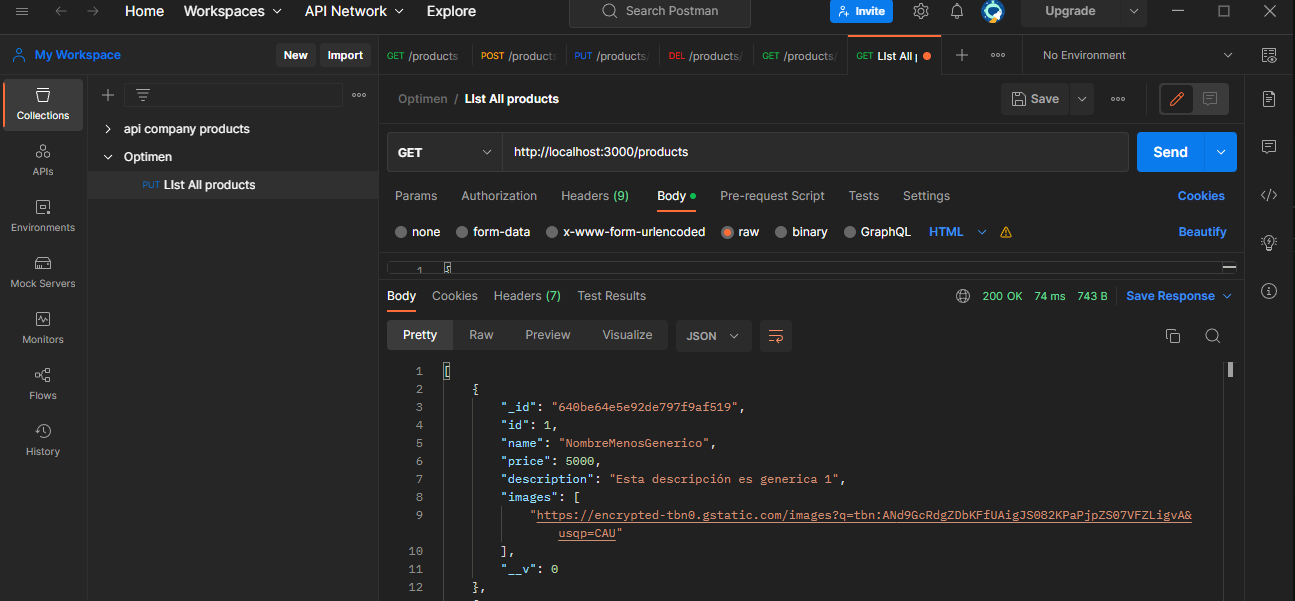 Home Workspaces API Network Explore Search Postman Invite Upgrade
My Workspace New Import GET /products POST /product PUT /products/ DEL /products/ GET /products/ GET LIst All No Environment
Collections
APIs
Environments
Mock Servers
Monitors
Flows
History
api company products
Optimen
PUT LIst All products
Optimen / LIst All products Save
GET http://localhost:3000/products Send
Params Authorization Headers (9) Body Pre-request Script Tests Settings Cookies
none form-data x-www-form-urlencoded raw binary GraphQL HTML Beautify
1 {
Body Cookies Headers (7) Test Results 200 OK 74 ms 743 B Save Response
Pretty Raw Preview Visualize JSON
1 [
2 {
3 "_id": "640be64e5e92de797f9af519",
4 "id": 1,
5 "name": "NombreMenosGenerico",
6 "price": 5000,
7 "description": "Esta descripción es generica 1",
8 "images": [
9 "https://encrypted-tbn0.gstatic.com/images?q=tbn:ANd9GcRdgZDbKFfUAigJS082KPaPjpZS07VFZLigvA&
usqp=CAU"
10 ],
11 "__v": 0
12 },